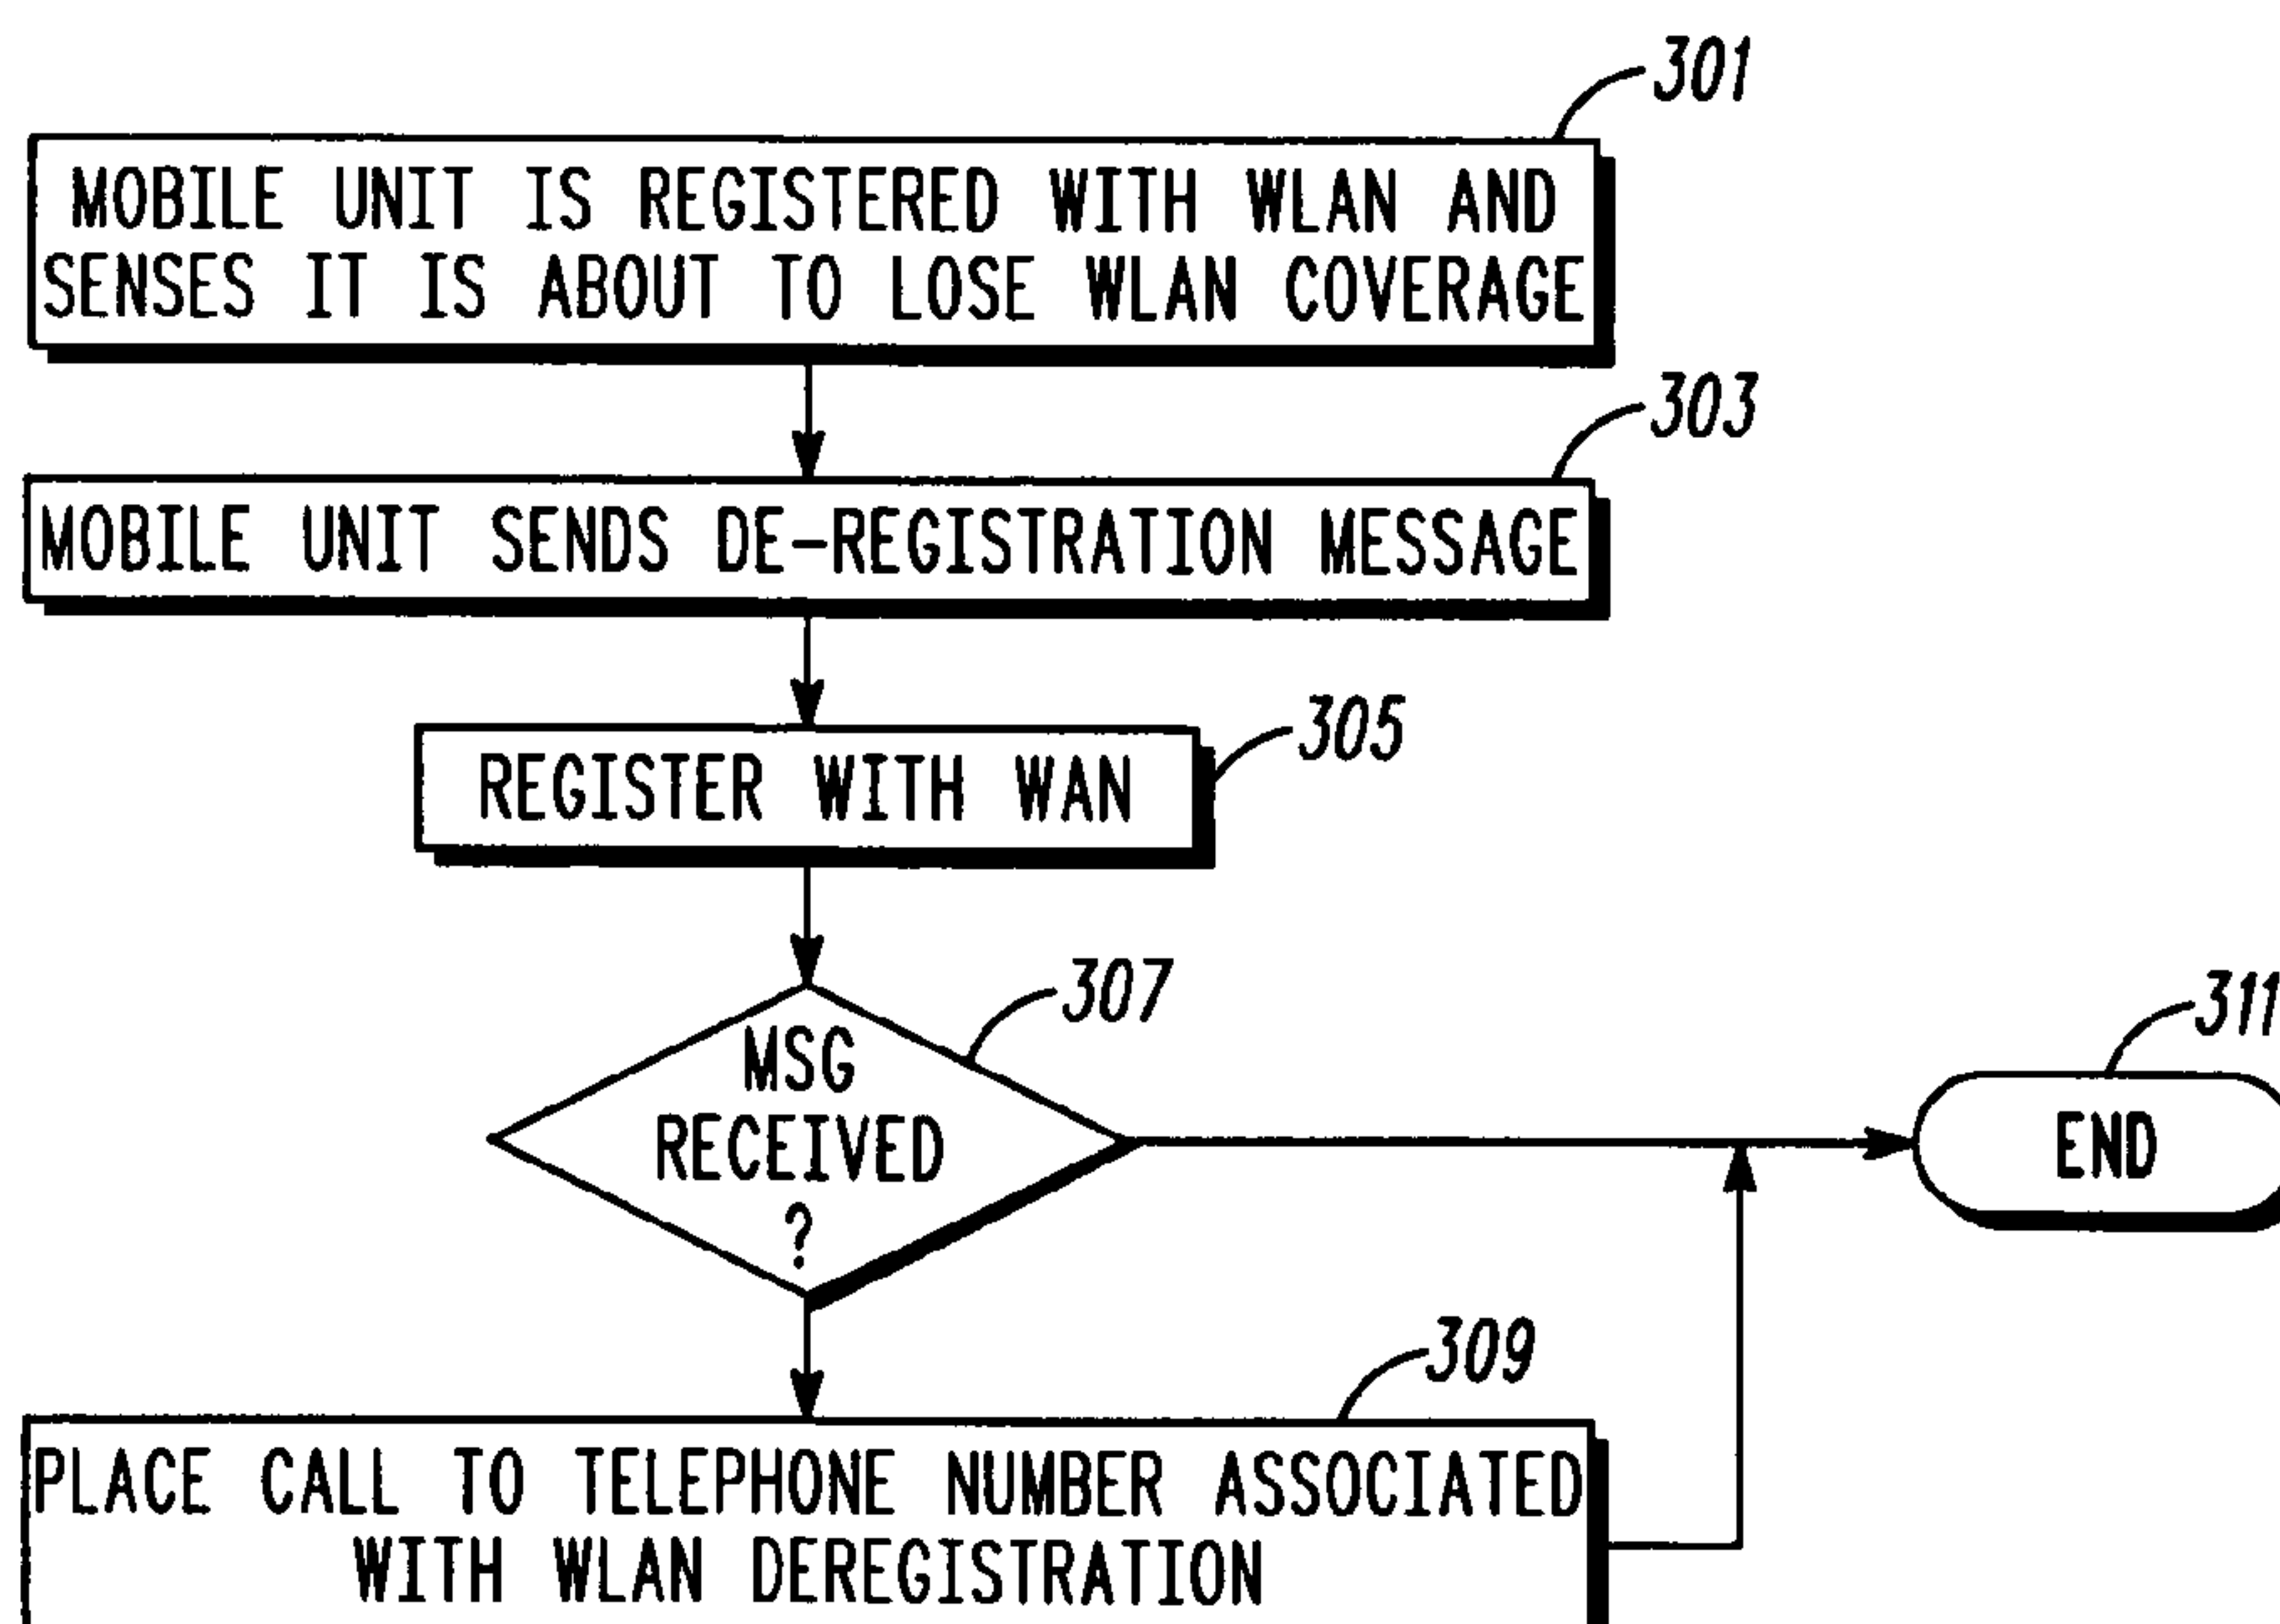 301
MOBILE UNIT IS REGISTERED WITH WLAN AND
SENSES IT IS ABOUT TO LOSE WLAN COVERAGE
303
MOBILE UNIT SENDS DE-REGISTRATION MESSAGE
305
REGISTER WITH WAN
307
MSG
RECEIVED
?
311
END
309
PLACE CALL TO TELEPHONE NUMBER ASSOCIATED
WITH WLAN DEREGISTRATION